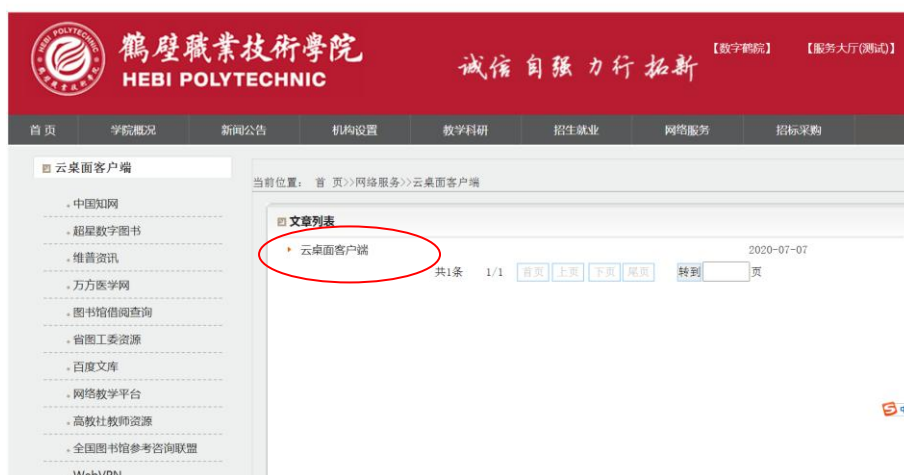 鶴壁職業技術學院
HEBI POLYTECHNIC
诚信 自强 力行 拓新
【数字鹤院】 【服务大厅(测试)】
首 页 学院概况 新闻公告 机构设置 教学科研 招生就业 网络服务 招标采购
云桌面客户端
中国知网
超星数字图书
维普资讯
万方医学网
图书馆借阅查询
省图工委资源
百度文库
网络教学平台
高教社教师资源
全国图书馆参考咨询联盟
WebVPN
当前位置: 首 页>>网络服务>>云桌面客户端
文章列表
云桌面客户端 2020-07-07
共1条 1/1 首页 上页 下页 尾页 转到 页